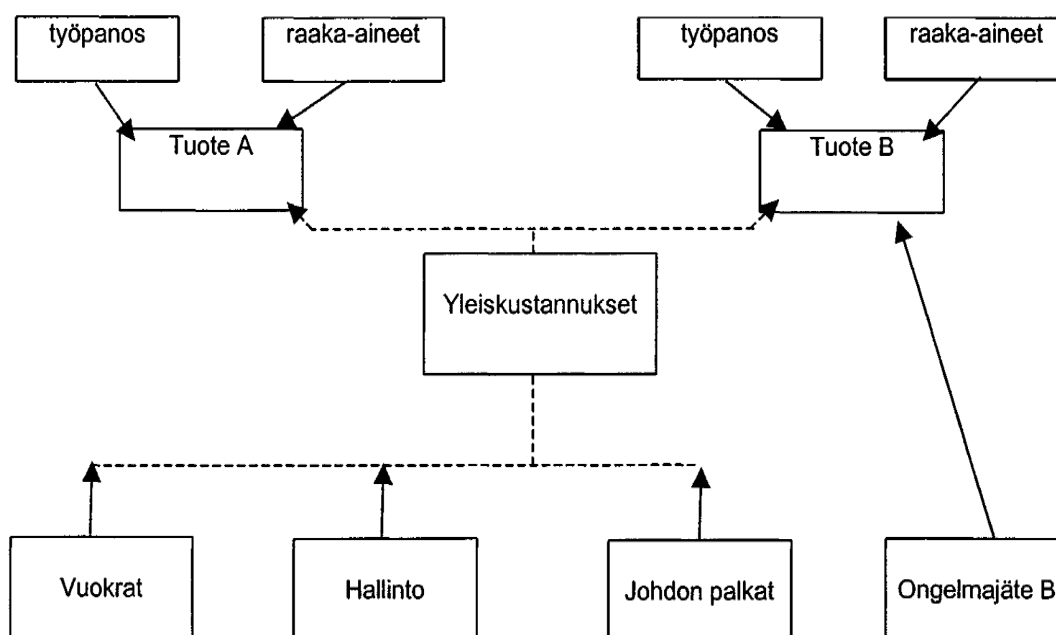 työpanos
raaka-aineet
työpanos
raaka-aineet
Tuote A
Tuote B
Yleiskustannukset
Vuokrat
Hallinto
Johdon palkat
Ongelmajäte B